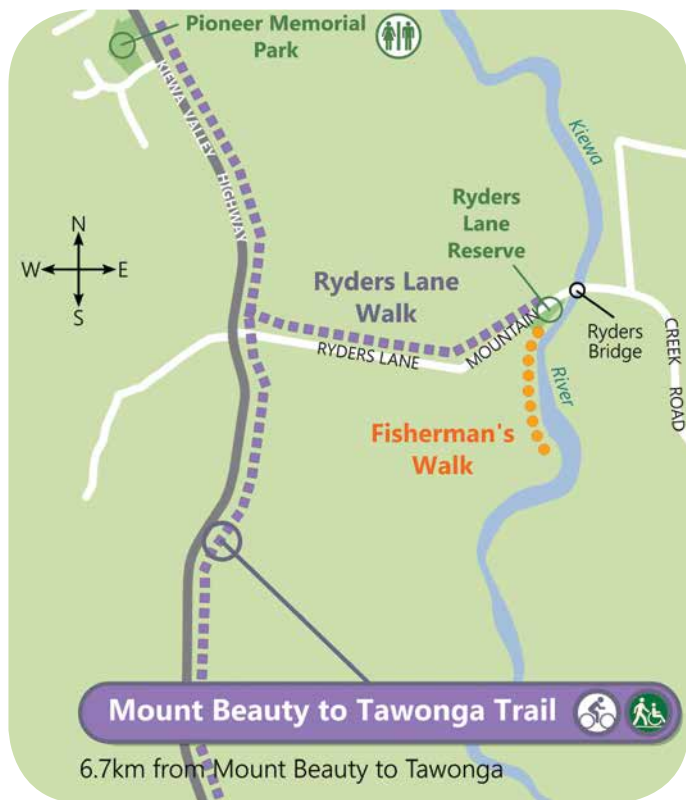 Pioneer Memorial
Park
KIEWA VALLEY HIGHWAY
Kiewa
N
W
E
S
Ryders
Lane
Reserve
Ryders Lane
Walk
RYDERS LANE
MOUNTAIN
CREEK
ROAD
Ryders
Bridge
River
Fisherman's
Walk
Mount Beauty to Tawonga Trail
6.7km from Mount Beauty to Tawonga